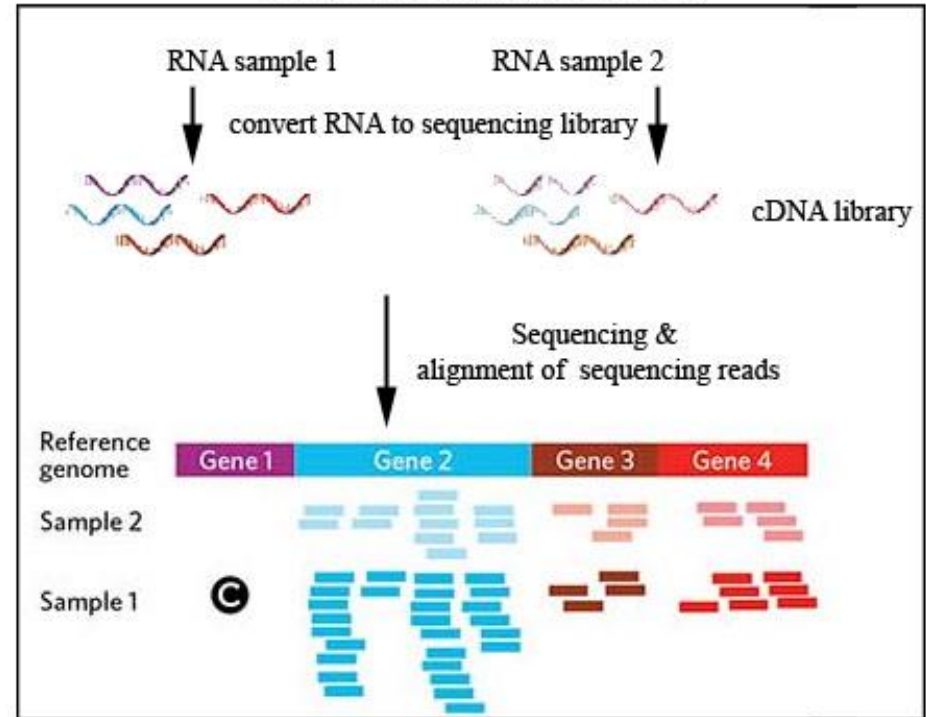 RNA sample 1
RNA sample 2
convert RNA to sequencing library
cDNA library
Sequencing &
alignment of sequencing reads
Reference
genome
Gene 1
Gene 2
Gene 3
Gene 4
Sample 2
Sample 1
C